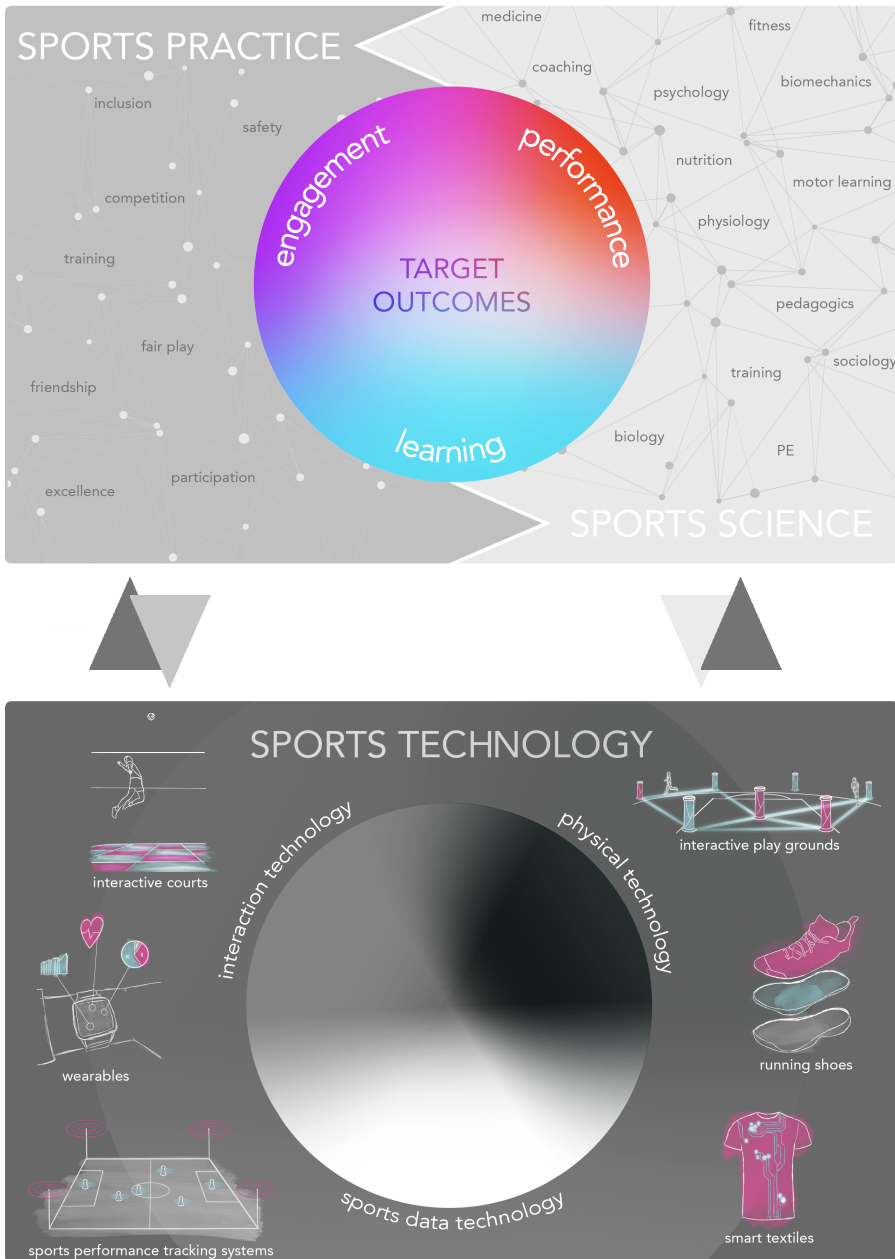 SPORTS PRACTICE
inclusion
safety
competition
training
fair play
friendship
participation
excellence
engagement
performance
TARGET
OUTCOMES
learning
medicine
fitness
coaching
psychology
biomechanics
nutrition
motor learning
physiology
pedagogics
sociology
training
biology
PE
SPORTS SCIENCE
SPORTS TECHNOLOGY
interactive courts
wearables
sports performance tracking systems
interaction technology
physical technology
sports data technology
interactive play grounds
running shoes
smart textiles